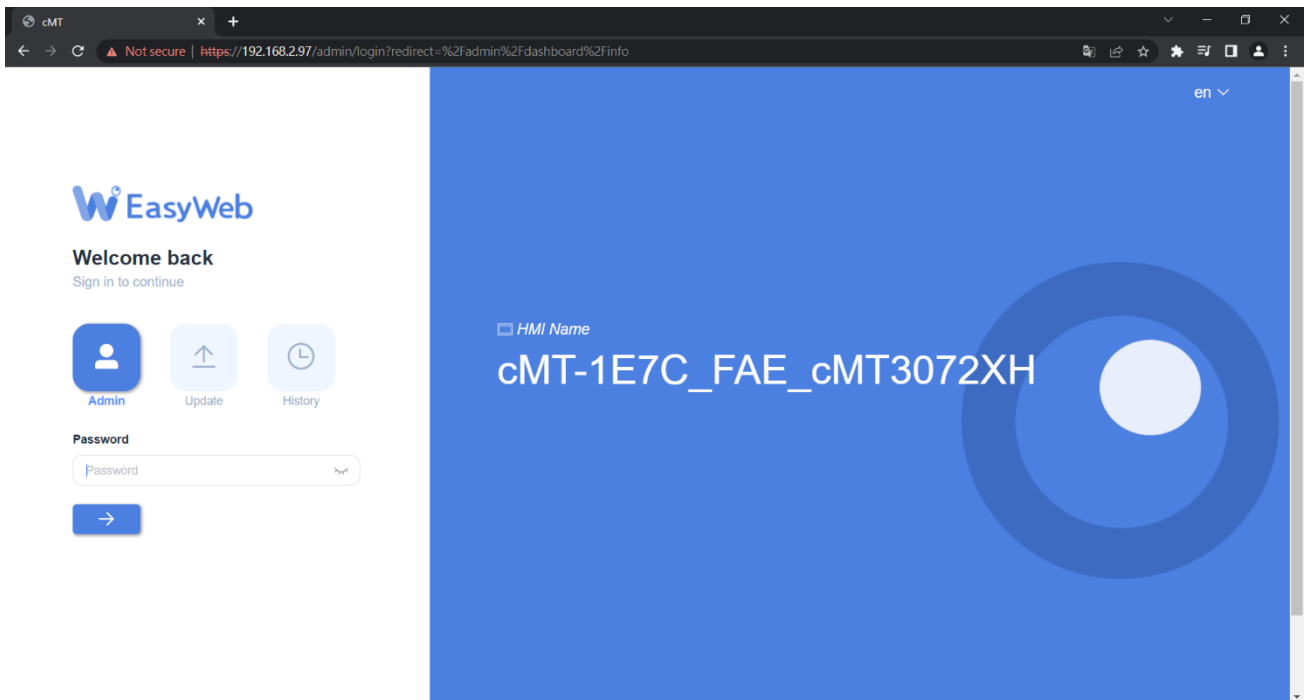 cMT
Not secure | https://192.168.2.97/admin/login?redirect=%2Fadmin%2Fdashboard%2Finfo
en
EasyWeb
Welcome back
Sign in to continue
Admin
Update
History
Password
Password
HMI Name
cMT-1E7C_FAE_cMT3072XH